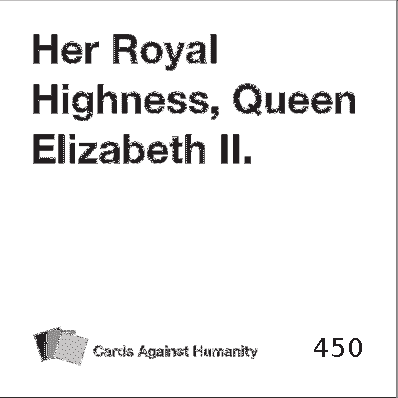 Her Royal
Highness, Queen
Elizabeth II.
Cards Against Humanity
450